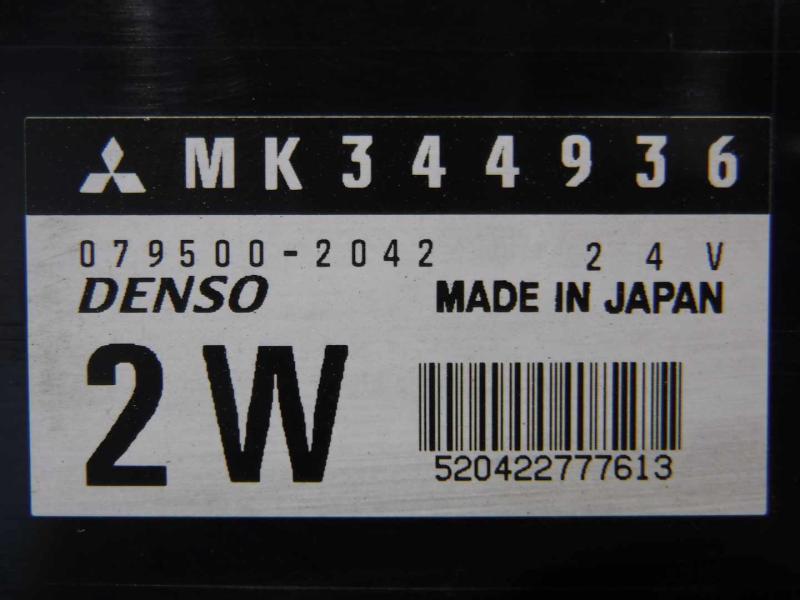 MK344936
079500-2042 24V
DENSO MADE IN JAPAN
2W
520422777613